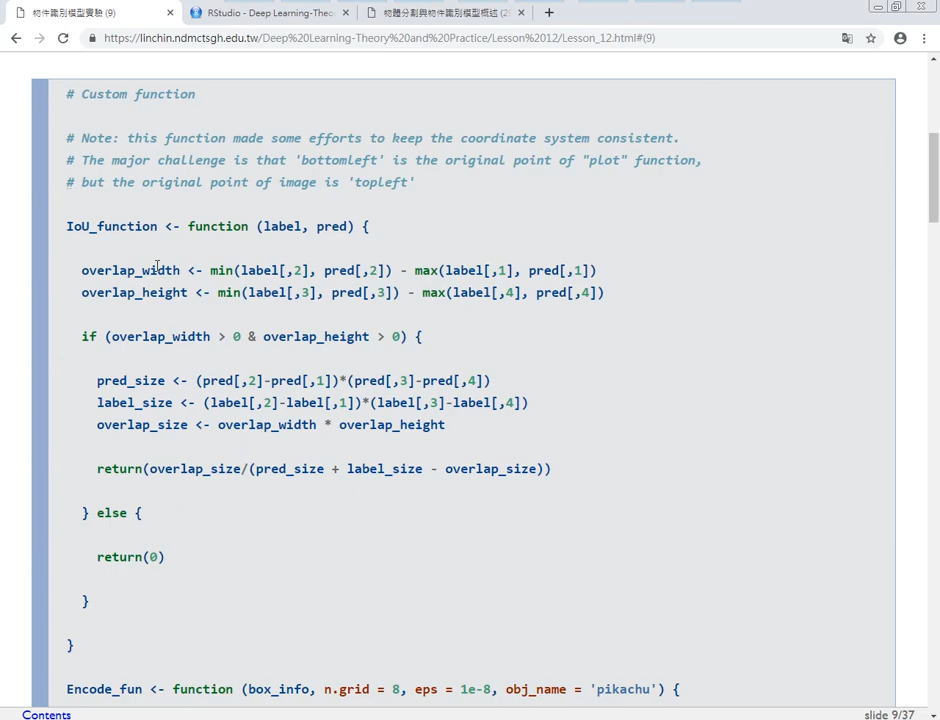 物件識別模型實驗 (9)
RStudio - Deep Learning-Theo
物體分割與物件識別模型概述 (2
https://linchin.ndmctsgh.edu.tw/Deep%20Learning-Theory%20and%20Practice/Lesson%2012/Lesson_12.html#(9)
# Custom function
# Note: this function made some efforts to keep the coordinate system consistent.
# The major challenge is that 'bottomleft' is the original point of "plot" function,
# but the original point of image is 'topleft'
IoU_function <- function (label, pred) {
overlap_width <- min(label[,2], pred[,2]) - max(label[,1], pred[,1])
overlap_height <- min(label[,3], pred[,3]) - max(label[,4], pred[,4])
if (overlap_width > 0 & overlap_height > 0) {
pred_size <- (pred[,2]-pred[,1])*(pred[,3]-pred[,4])
label_size <- (label[,2]-label[,1])*(label[,3]-label[,4])
overlap_size <- overlap_width * overlap_height
return(overlap_size/(pred_size + label_size - overlap_size))
} else {
return(0)
}
}
Encode_fun <- function (box_info, n.grid = 8, eps = 1e-8, obj_name = 'pikachu') {
Contents
slide 9/37